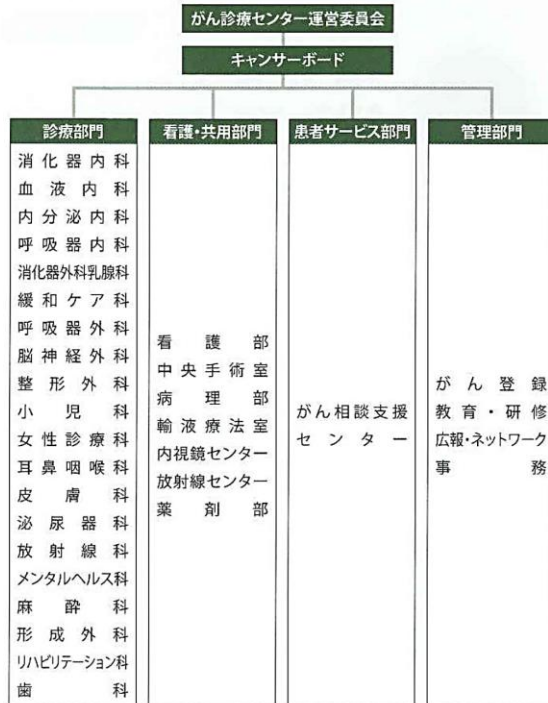 がん診療センター運営委員会
キャンサーボード
診療部門
消化器内科
血液内科
内分泌内科
呼吸器内科
消化器外科乳腺科
緩和ケア科
呼吸器外科
脳神経外科
整形外科
小児科
女性診療科
耳鼻咽喉科
皮膚科
泌尿器科
放射線科
メンタルヘルス科
麻酔科
形成外科
リハビリテーション科
歯科
看護・共用部門
看護部
中央手術室
病理部
輸液療法室
内視鏡センター
放射線センター
薬剤部
患者サービス部門
がん相談支援
センター
管理部門
がん登録
教育・研修
広報・ネットワーク
事務